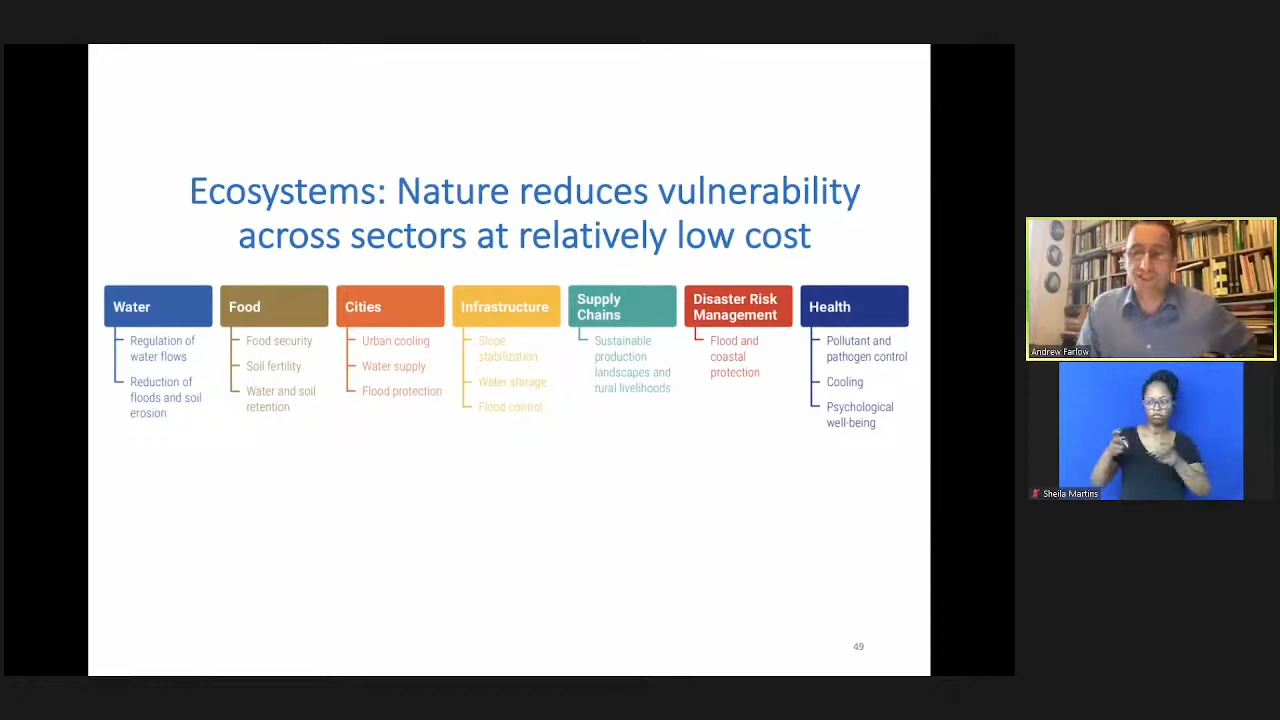 Ecosystems: Nature reduces vulnerability
across sectors at relatively low cost
Water
Regulation of
water flows
Reduction of
floods and soil
erosion
Food
Food security
Soil fertility
Water and soil
retention
Cities
Urban cooling
Water supply
Flood protection
Infrastructure
Slope
stabilization
Water storage
Flood control
Supply
Chains
Sustainable
production
landscapes and
rural livelihoods
Disaster Risk
Management
Flood and
coastal
protection
Health
Pollutant and
pathogen control
Cooling
Psychological
well-being
49
Andrew Farlow
Sheila Martins